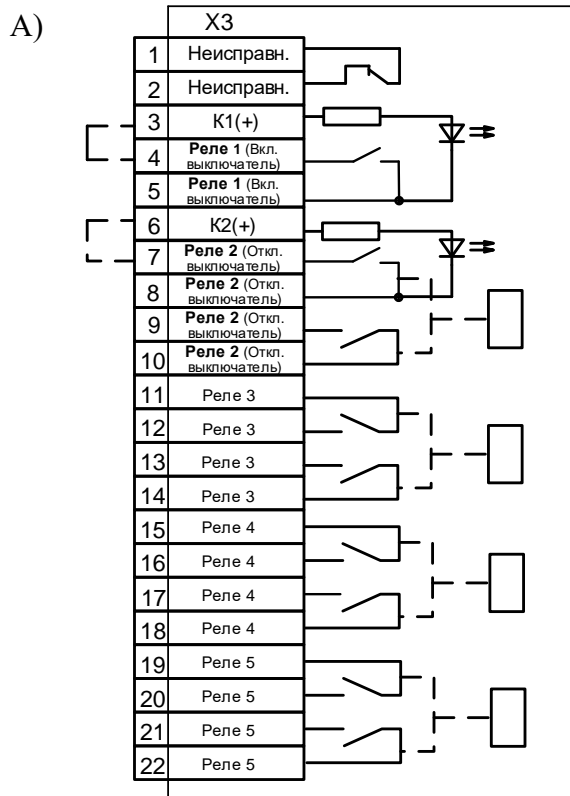 А)
Х3
1 Неисправн.
2 Неисправн.
3 К1(+)
4 Реле 1 (Вкл.
выключатель)
5 Реле 1 (Вкл.
выключатель)
6 К2(+)
7 Реле 2 (Откл.
выключатель)
8 Реле 2 (Откл.
выключатель)
9 Реле 2 (Откл.
выключатель)
10 Реле 2 (Откл.
выключатель)
11 Реле 3
12 Реле 3
13 Реле 3
14 Реле 3
15 Реле 4
16 Реле 4
17 Реле 4
18 Реле 4
19 Реле 5
20 Реле 5
21 Реле 5
22 Реле 5